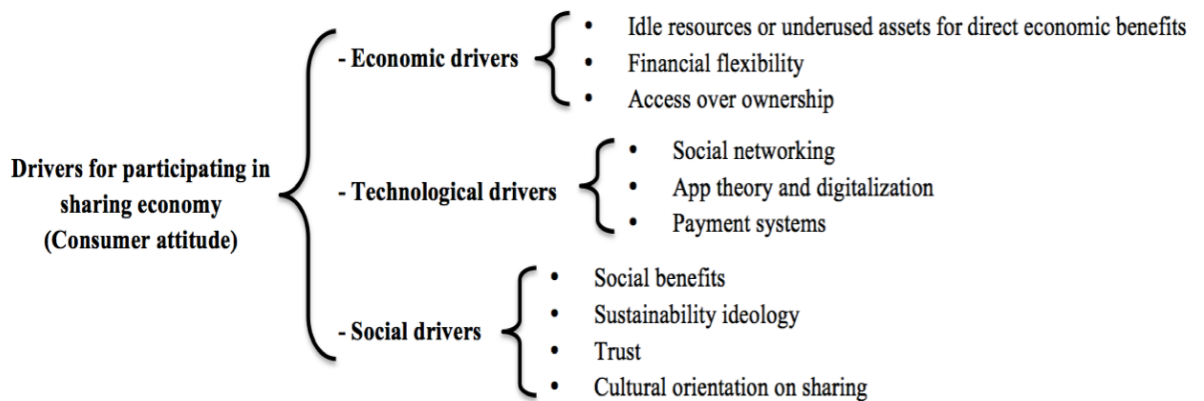 Drivers for participating in
sharing economy
(Consumer attitude)
- Economic drivers
• Idle resources or underused assets for direct economic benefits
• Financial flexibility
• Access over ownership
- Technological drivers
• Social networking
• App theory and digitalization
• Payment systems
- Social drivers
• Social benefits
• Sustainability ideology
• Trust
• Cultural orientation on sharing